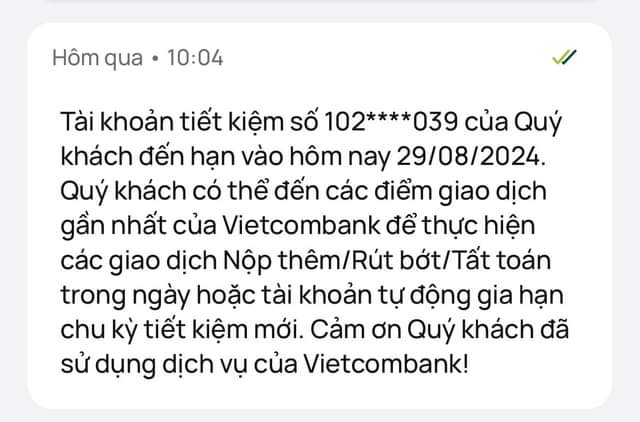 Hôm qua • 10:04
Tài khoản tiết kiệm số 102****039 của Quý
khách đến hạn vào hôm nay 29/08/2024.
Quý khách có thể đến các điểm giao dịch
gần nhất của Vietcombank để thực hiện
các giao dịch Nộp thêm/Rút bớt/Tất toán
trong ngày hoặc tài khoản tự động gia hạn
chu kỳ tiết kiệm mới. Cảm ơn Quý khách đã
sử dụng dịch vụ của Vietcombank!